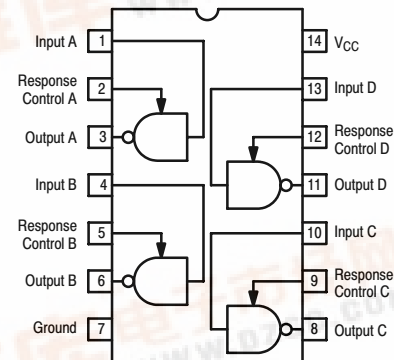 Input A 1
Response
Control A 2
Output A 3
Input B 4
Response
Control B 5
Output B 6
Ground 7
14 VCC
13 Input D
12 Response
Control D
11 Output D
10 Input C
9 Response
Control C
8 Output C